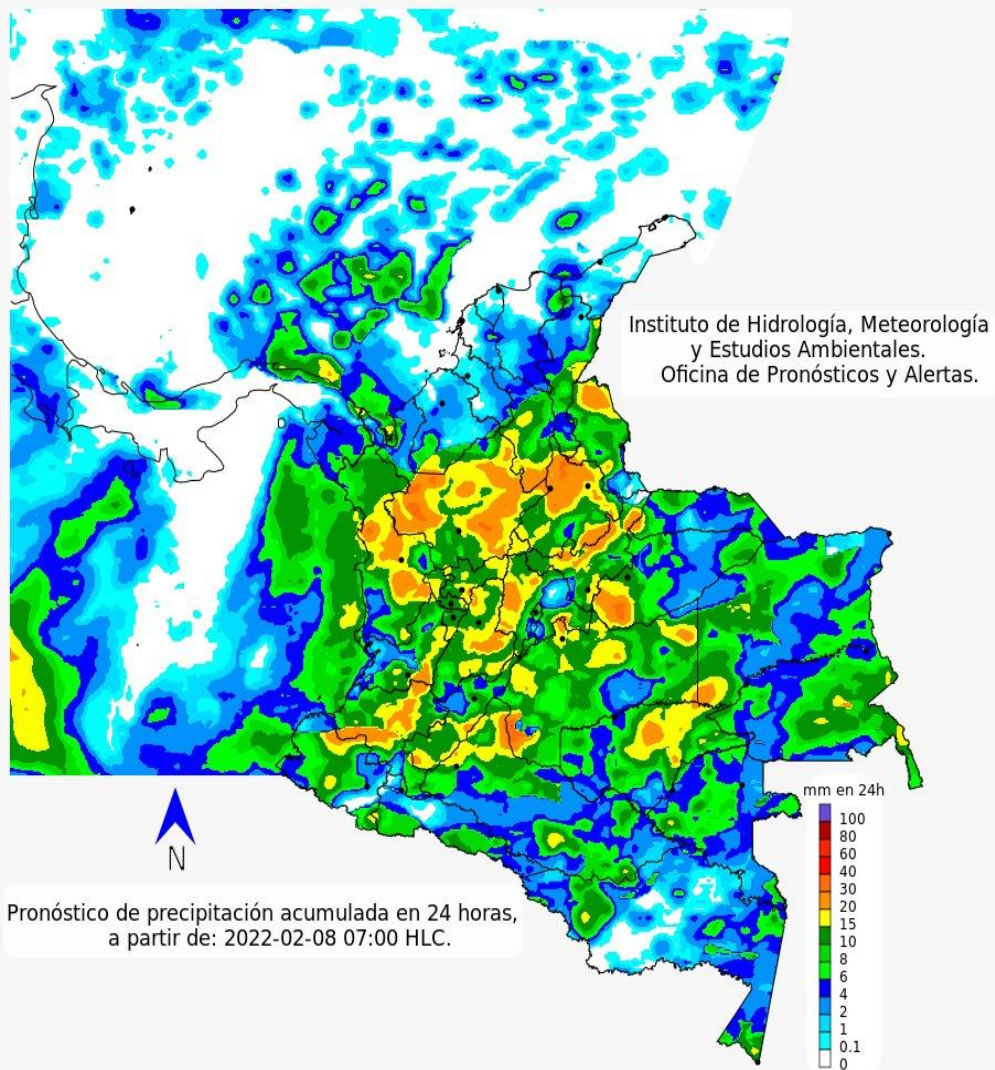 Instituto de Hidrología, Meteorología
y Estudios Ambientales.
Oficina de Pronósticos y Alertas.
mm en 24h
100
80
60
40
30
20
15
10
8
6
4
2
1
0.1
0
N
Pronóstico de precipitación acumulada en 24 horas,
a partir de: 2022-02-08 07:00 HLC.